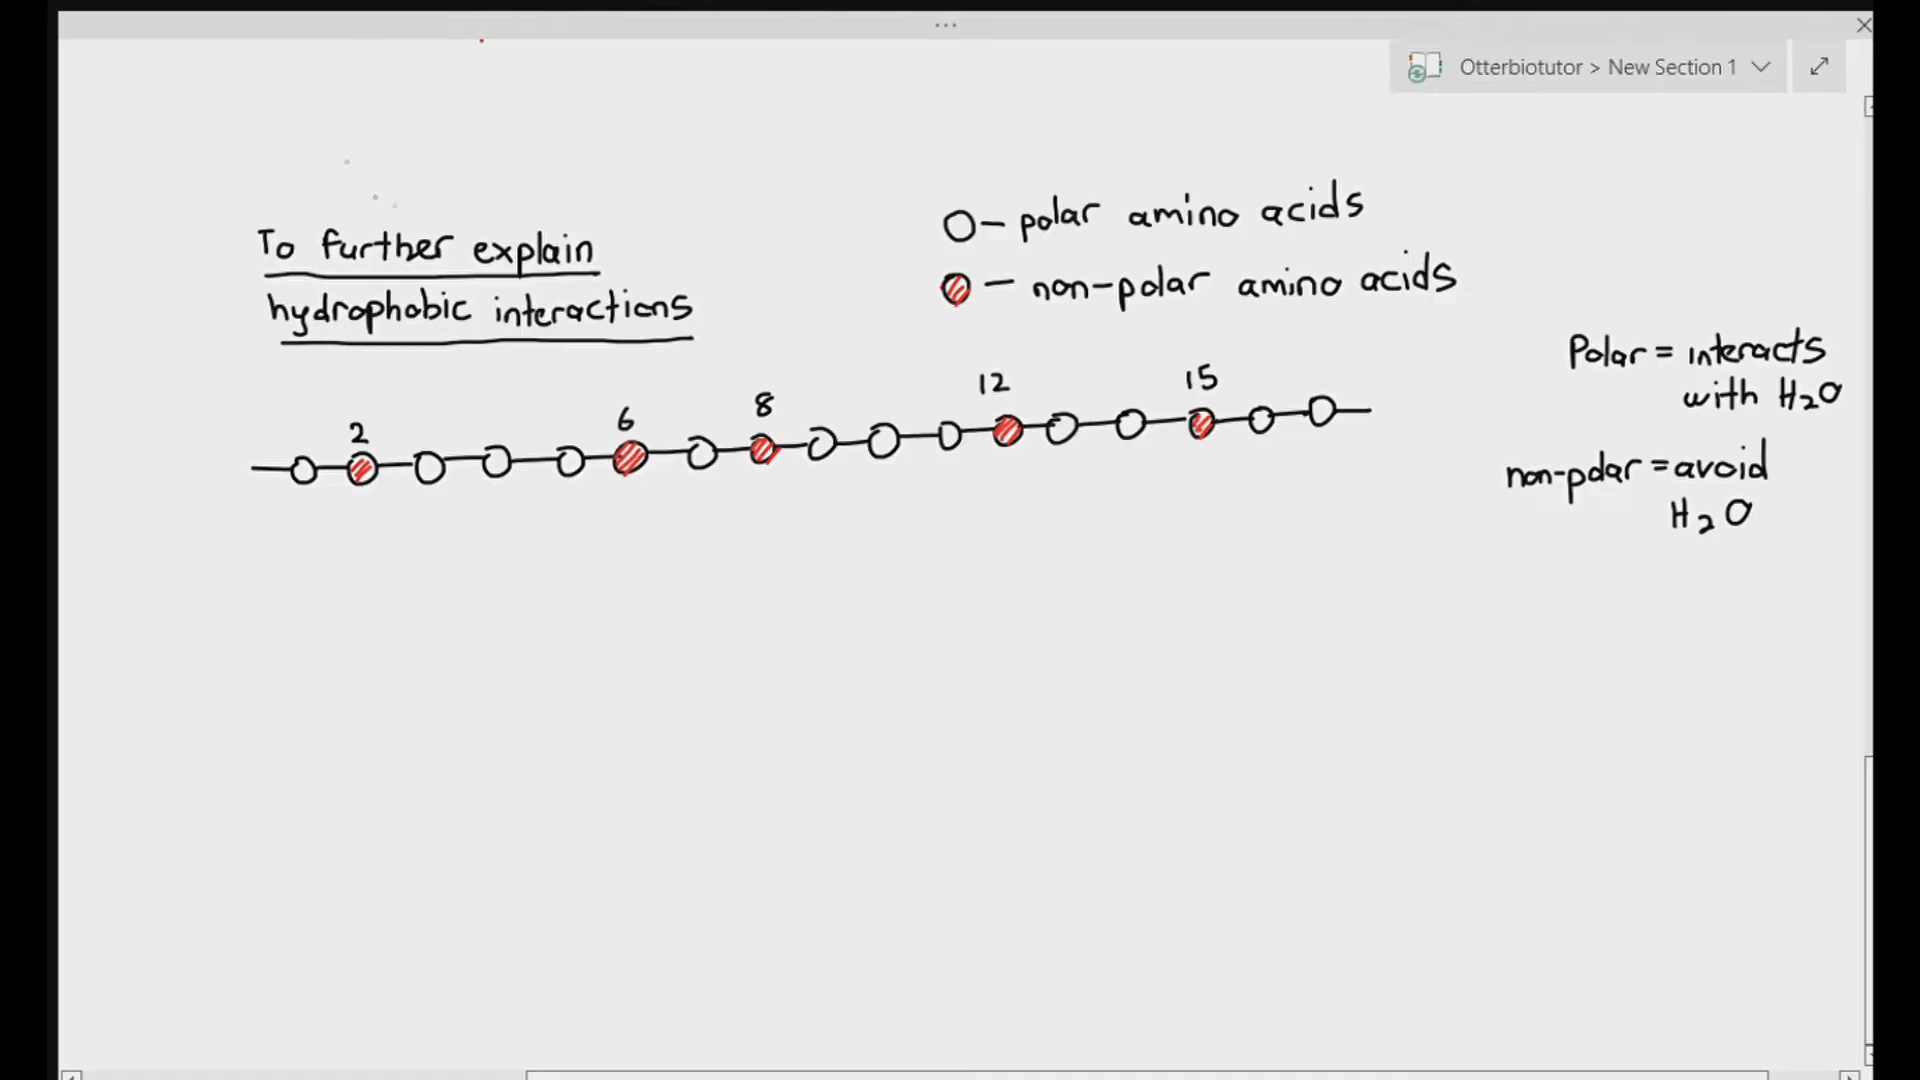 Otterbiotutor > New Section 1
To further explain
hydrophobic interactions
O- polar amino acids
- non-polar amino acids
Polar = interacts
with H₂O
non-polar = avoid
H₂O
2 6 8 12 15